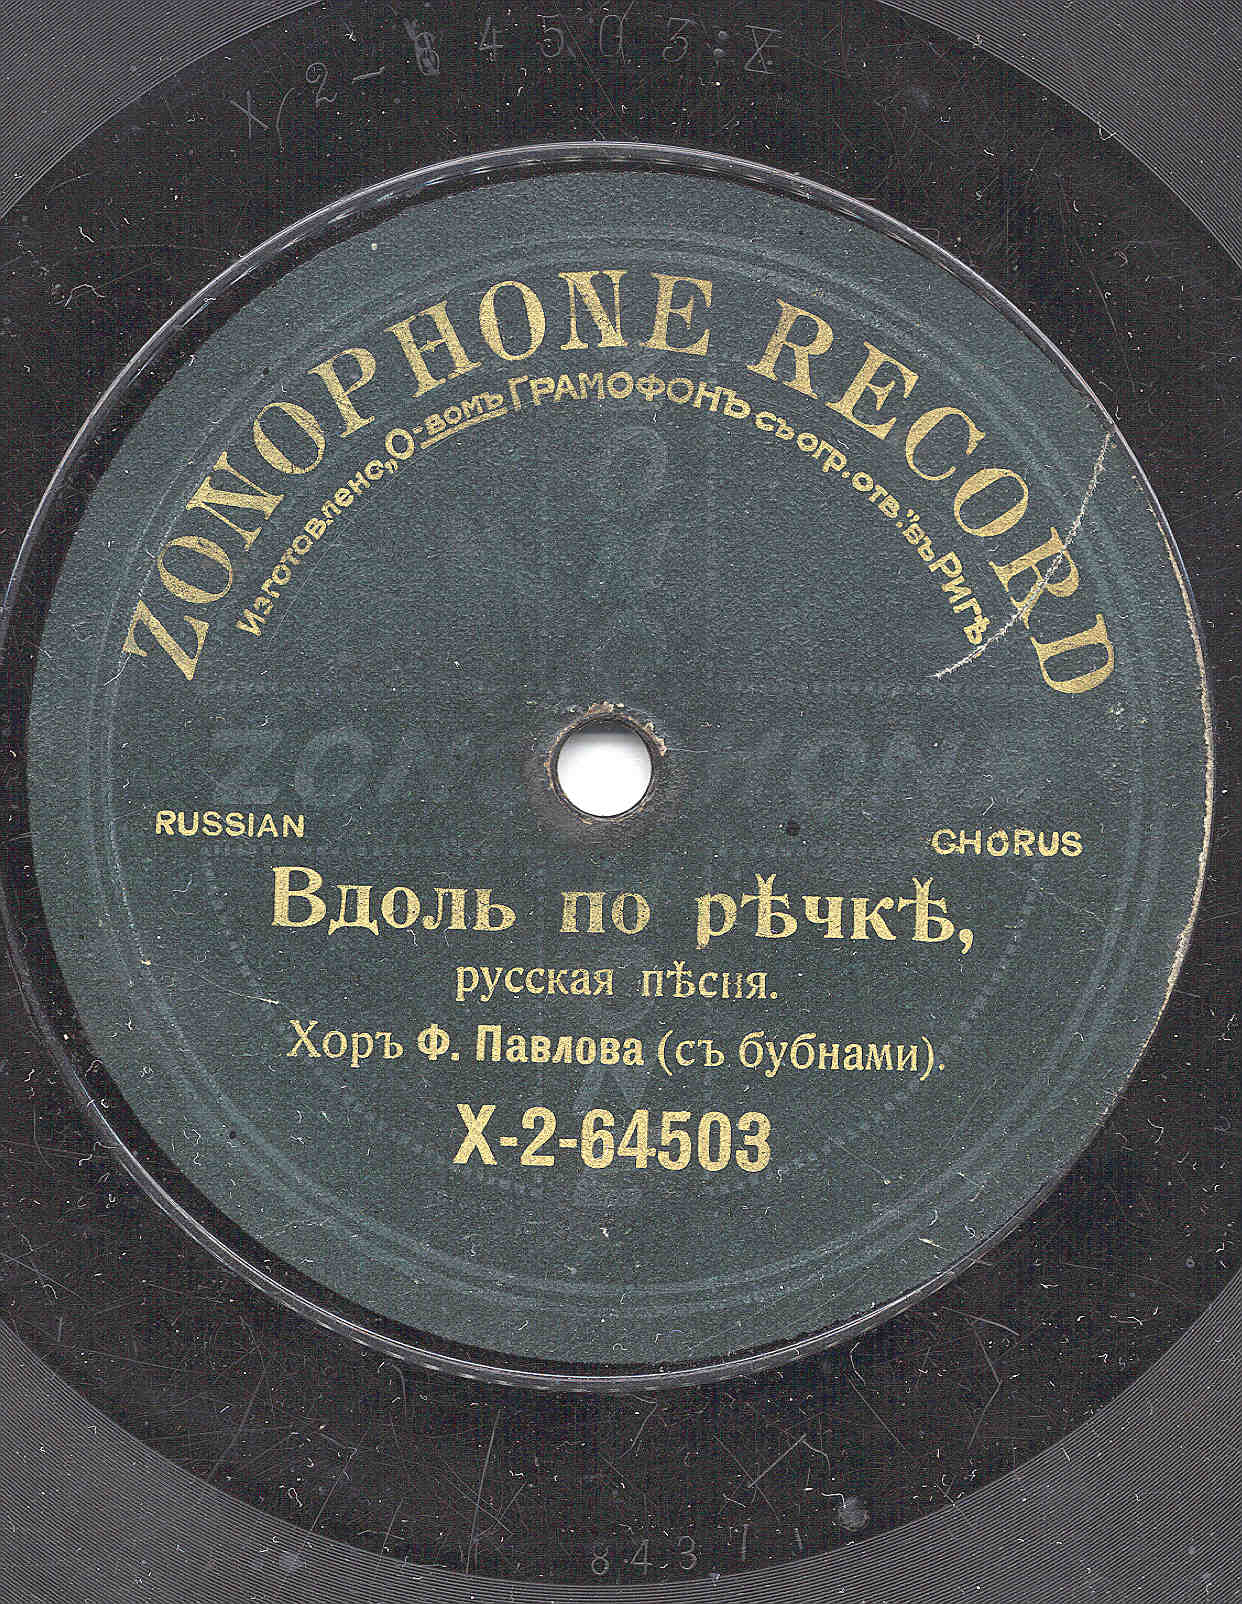 X-2-64503-Z
ZONOPHONE RECORD
Изготовлено „О-вомъ ГРАМОФОНЪ съ огр. отв.” въ Ригѣ.
RUSSIAN
CHORUS
Вдоль по рѣчкѣ,
русская пѣсня.
Хоръ Ф. Павлова (съ бубнами).
X-2-64503